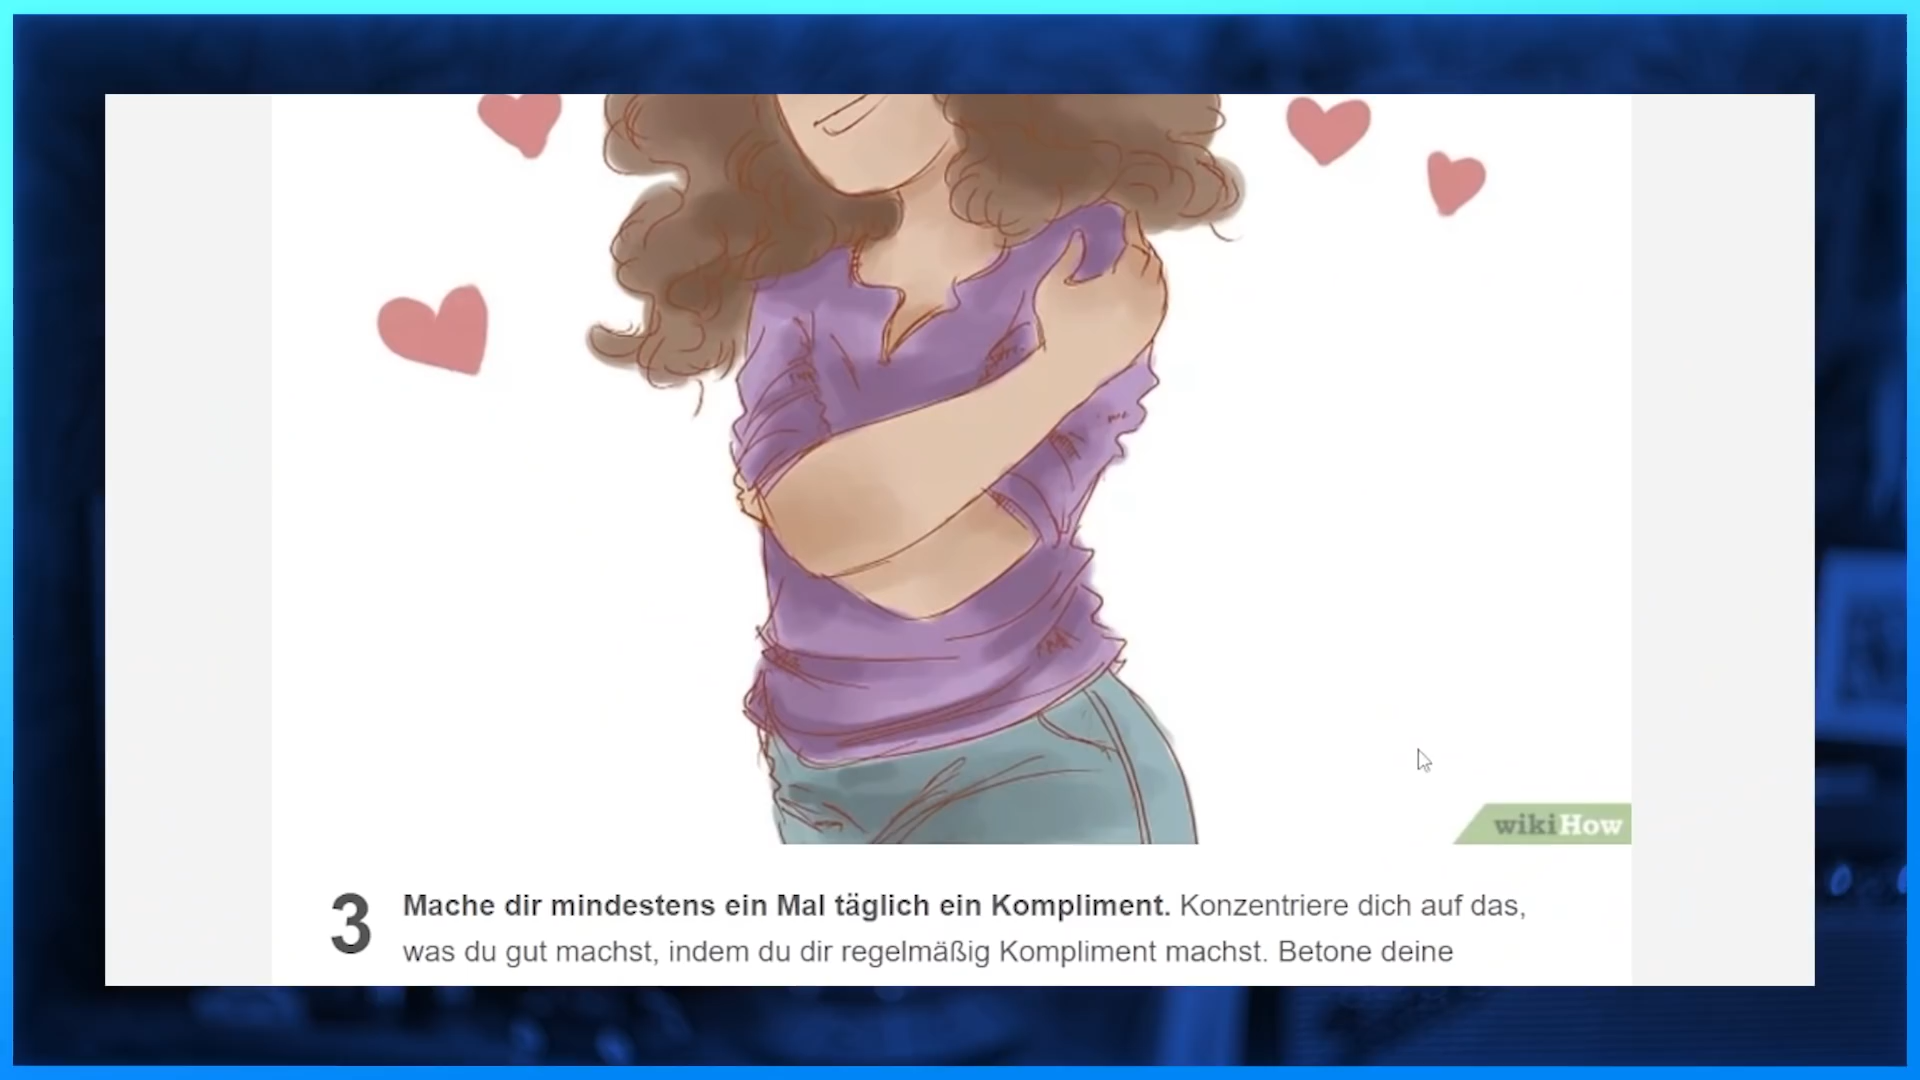 wikiHow
3 Mache dir mindestens ein Mal täglich ein Kompliment. Konzentriere dich auf das,
was du gut machst, indem du dir regelmäßig Kompliment machst. Betone deine